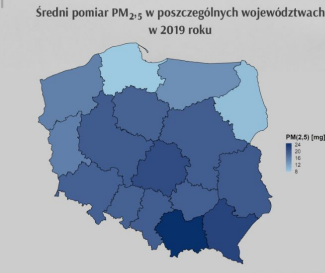 Średni pomiar PM₂,₅ w poszczególnych województwach
w 2019 roku
PM(2,5) [mg]
24
20
16
12
8